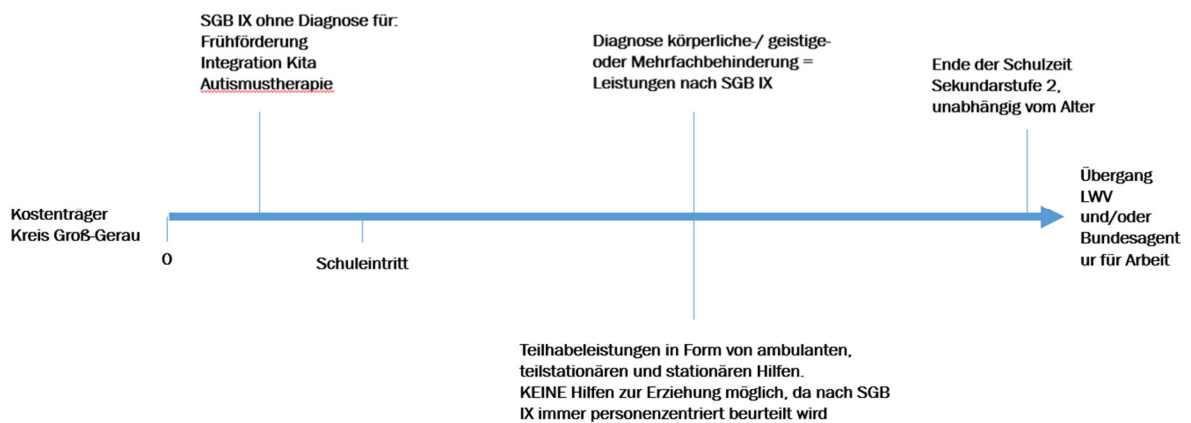 SGB IX ohne Diagnose für:
Frühförderung
Integration Kita
Autismustherapie
Diagnose körperliche-/ geistige-
oder Mehrfachbehinderung =
Leistungen nach SGB IX
Ende der Schulzeit
Sekundarstufe 2,
unabhängig vom Alter
Kostenträger
Kreis Groß-Gerau
0
Schuleintritt
Übergang
LWV
und/oder
Bundesagent
ur für Arbeit
Teilhabeleistungen in Form von ambulanten,
teilstationären und stationären Hilfen.
KEINE Hilfen zur Erziehung möglich, da nach SGB
IX immer personenzentriert beurteilt wird